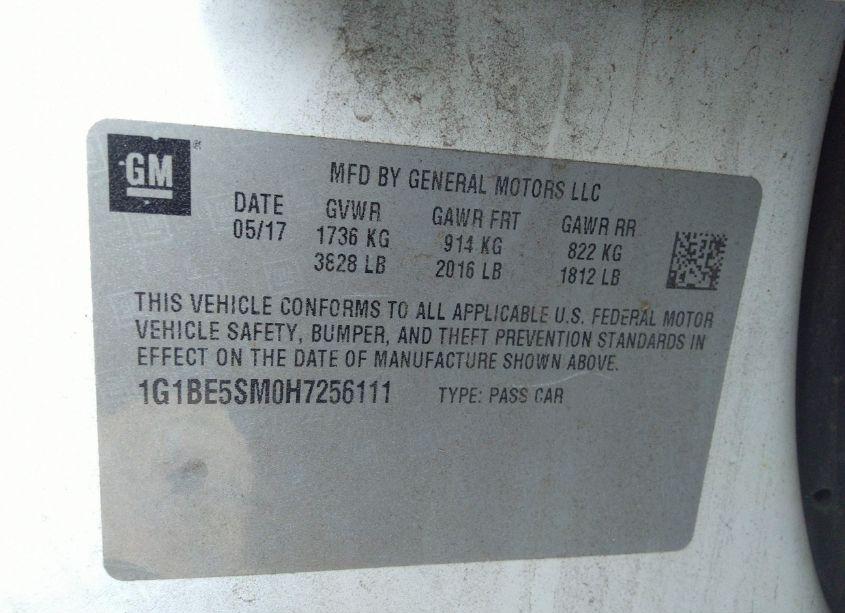 GM
MFD BY GENERAL MOTORS LLC
DATE GVWR GAWR FRT GAWR RR
05/17 1736 KG 914 KG 822 KG
3828 LB 2016 LB 1812 LB
THIS VEHICLE CONFORMS TO ALL APPLICABLE U.S. FEDERAL MOTOR
VEHICLE SAFETY, BUMPER, AND THEFT PREVENTION STANDARDS IN
EFFECT ON THE DATE OF MANUFACTURE SHOWN ABOVE.
1G1BE5SM0H7256111 TYPE: PASS CAR